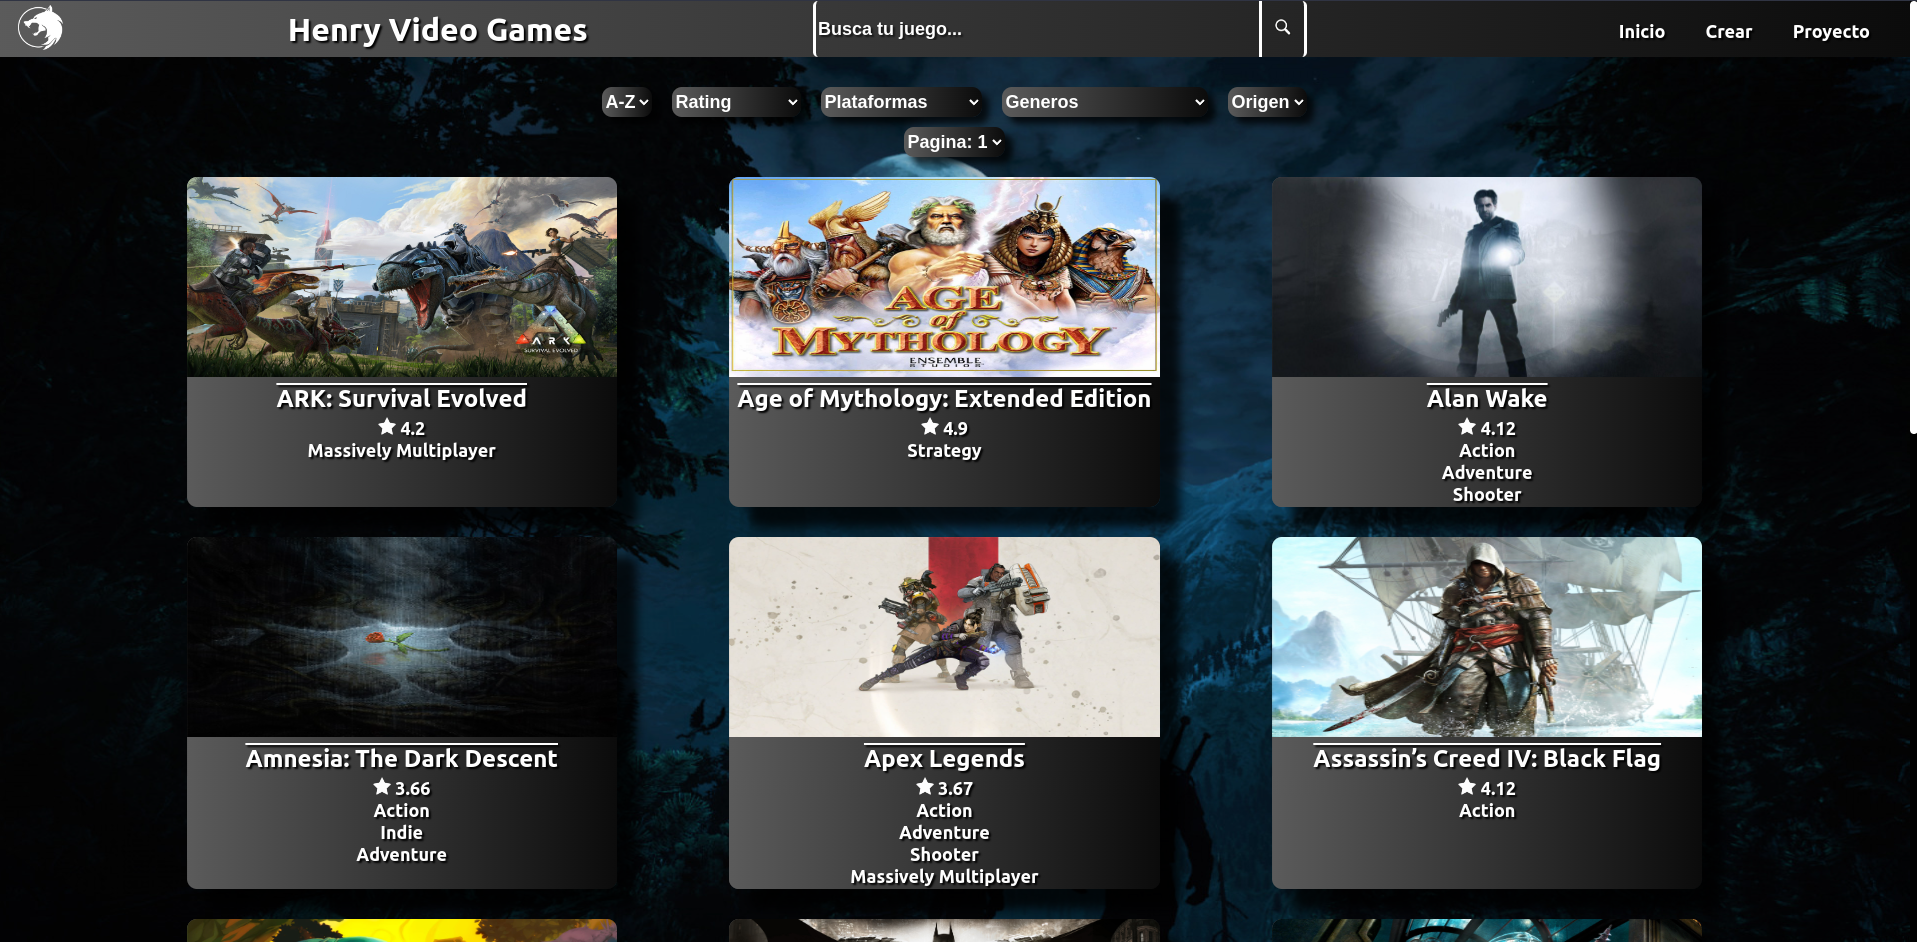 Henry Video Games
Busca tu juego...
Inicio Crear Proyecto
A-Z Rating Plataformas Generos Origen
Pagina: 1
ARK
SURVIVAL EVOLVED
ARK: Survival Evolved
4.2
Massively Multiplayer
AGE
of
MYTHOLOGY
ENSEMBLE
STUDIOS
Age of Mythology: Extended Edition
4.9
Strategy
Alan Wake
4.12
Action
Adventure
Shooter
Amnesia: The Dark Descent
3.66
Action
Indie
Adventure
Apex Legends
3.67
Action
Adventure
Shooter
Massively Multiplayer
Assassin’s Creed IV: Black Flag
4.12
Action